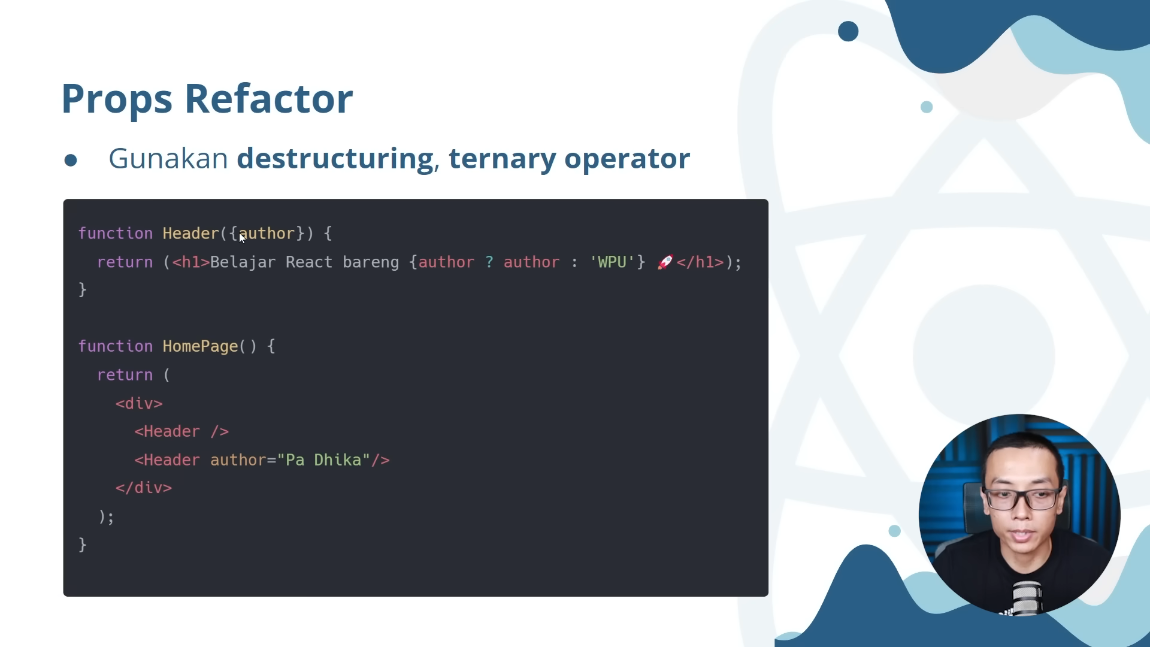 Props Refactor
● Gunakan destructuring, ternary operator
function Header({author}) {
  return (<h1>Belajar React bareng {author ? author : 'WPU'} 🚀</h1>);
}
function HomePage() {
  return (
    <div>
      <Header />
      <Header author="Pa Dhika"/>
    </div>
  );
}